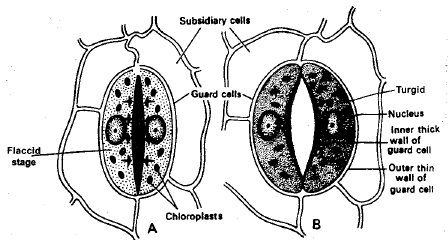 Subsidiary cells
Guard cells
Flaccid
stage
Chloroplasts
A
B
Turgid
Nucleus
Inner thick
wall of
guard cell
Outer thin
wall of
guard cell